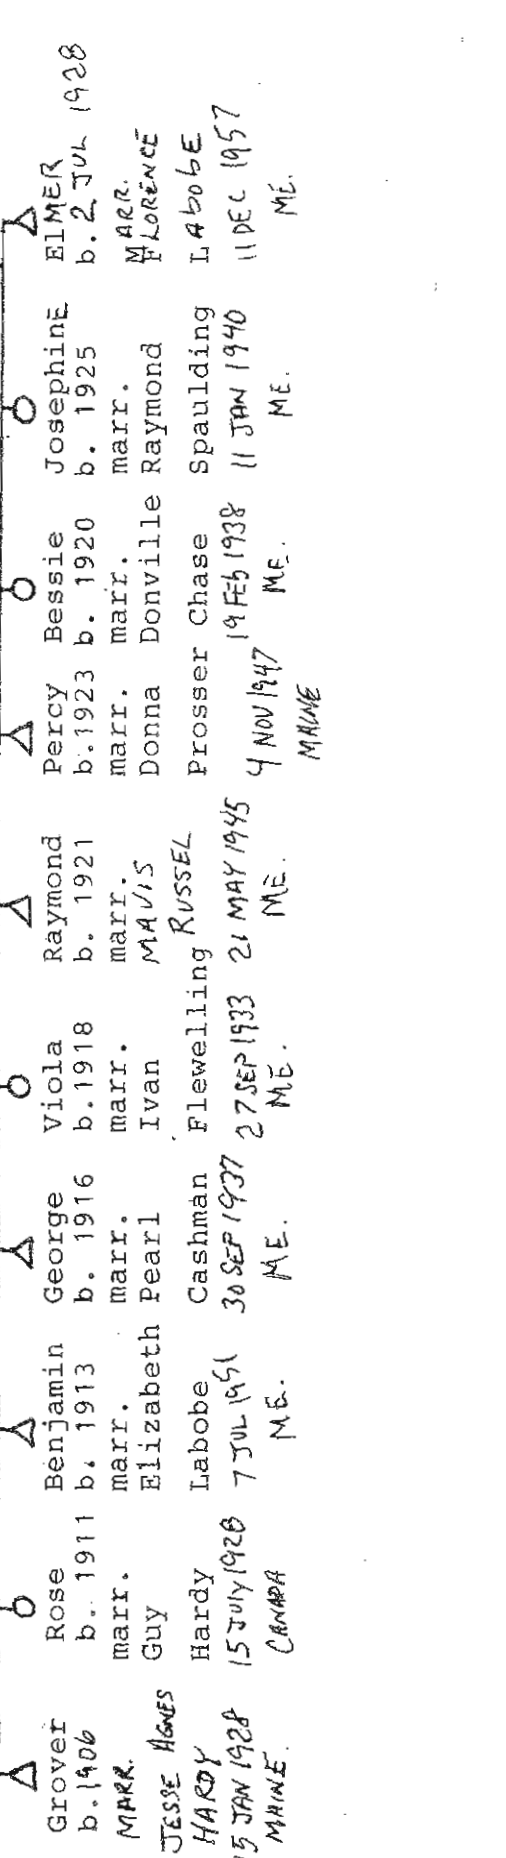 Grover
b.1906
MARR.
JESSE AGNES
HARDY
15 JAN 1928
MAINE.
Rose
b. 1911
marr.
Guy
Hardy
15 JUly 1928
CANADA
Benjamin
b. 1913
marr.
Elizabeth
Labobe
7 JUL 1951
ME.
George
b. 1916
marr.
Pearl
Cashman
30 SEP 1937
ME.
Viola
b.1918
marr.
Ivan
Flewelling
27 SEP 1933
ME.
Raymond
b. 1921
marr.
MAVIS
RUSSEL
21 MAY 1945
ME.
Percy
b.1923
marr.
Donna
Prosser
4 NOV 1947
MAINE
Bessie
b. 1920
marr.
Donville
Chase
19 FEb 1938
ME.
Josephine
b. 1925
marr.
Raymond
Spaulding
11 JAN 1940
ME.
ElMER
b. 2 JUL 1928
MARR.
FLORENCE
LAbobE
11 DEC 1957
ME.